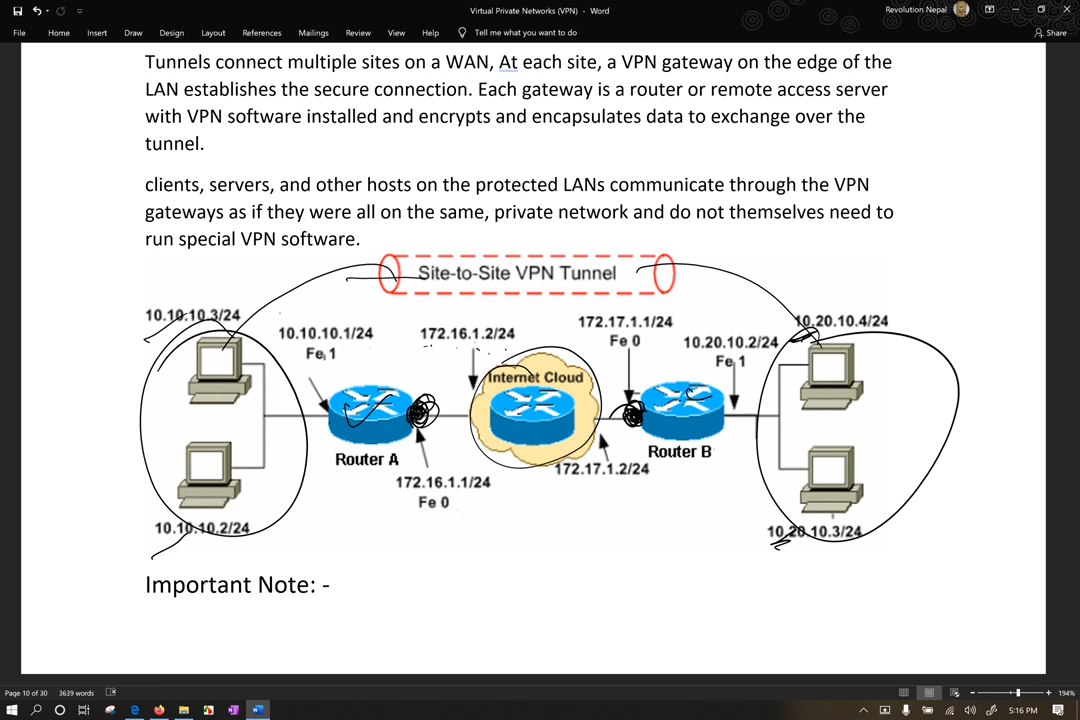 Virtual Private Networks (VPN) - Word
Revolution Nepal
File Home Insert Draw Design Layout References Mailings Review View Help Tell me what you want to do
Share
Tunnels connect multiple sites on a WAN, At each site, a VPN gateway on the edge of the
LAN establishes the secure connection. Each gateway is a router or remote access server
with VPN software installed and encrypts and encapsulates data to exchange over the
tunnel.
clients, servers, and other hosts on the protected LANs communicate through the VPN
gateways as if they were all on the same, private network and do not themselves need to
run special VPN software.
Site-to-Site VPN Tunnel
10.10.10.3/24
10.10.10.1/24
Fe 1
172.16.1.2/24
172.17.1.1/24
Fe 0
10.20.10.2/24
Fe 1
10.20.10.4/24
Internet Cloud
Router A
172.16.1.1/24
Fe 0
172.17.1.2/24
Router B
10.10.10.2/24
10.20.10.3/24
Important Note: -
Page 10 of 30 3639 words
194%
5:16 PM